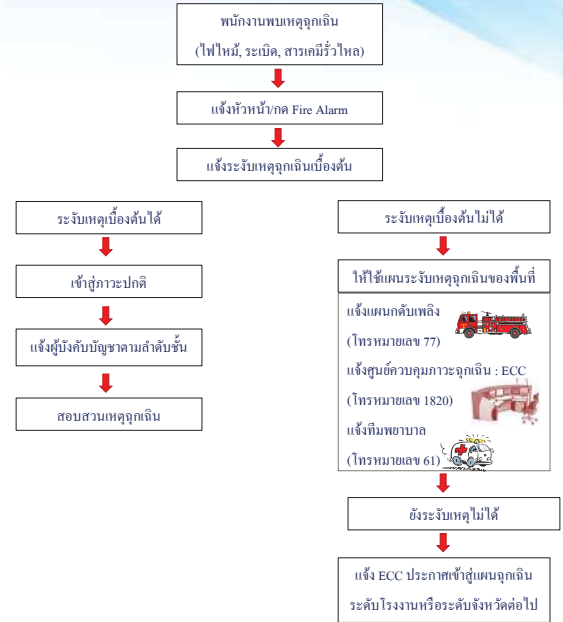 พนักงานพบเหตุฉุกเฉิน
(ไฟไหม้, ระเบิด, สารเคมีรั่วไหล)
แจ้งหัวหน้า/กด Fire Alarm
แจ้งระงับเหตุฉุกเฉินเบื้องต้น
ระงับเหตุเบื้องต้นได้
เข้าสู่ภาวะปกติ
แจ้งผู้บังคับบัญชาตามลำดับชั้น
สอบสวนเหตุฉุกเฉิน
ระงับเหตุเบื้องต้นไม่ได้
ให้ใช้แผนระงับเหตุฉุกเฉินของพื้นที่
แจ้งแผนกดับเพลิง
(โทรหมายเลข 77)
แจ้งศูนย์ควบคุมภาวะฉุกเฉิน : ECC
(โทรหมายเลข 1820)
แจ้งทีมพยาบาล
(โทรหมายเลข 61)
ยังระงับเหตุไม่ได้
แจ้ง ECC ประกาศเข้าสู่แผนฉุกเฉิน
ระดับโรงงานหรือระดับจังหวัดต่อไป